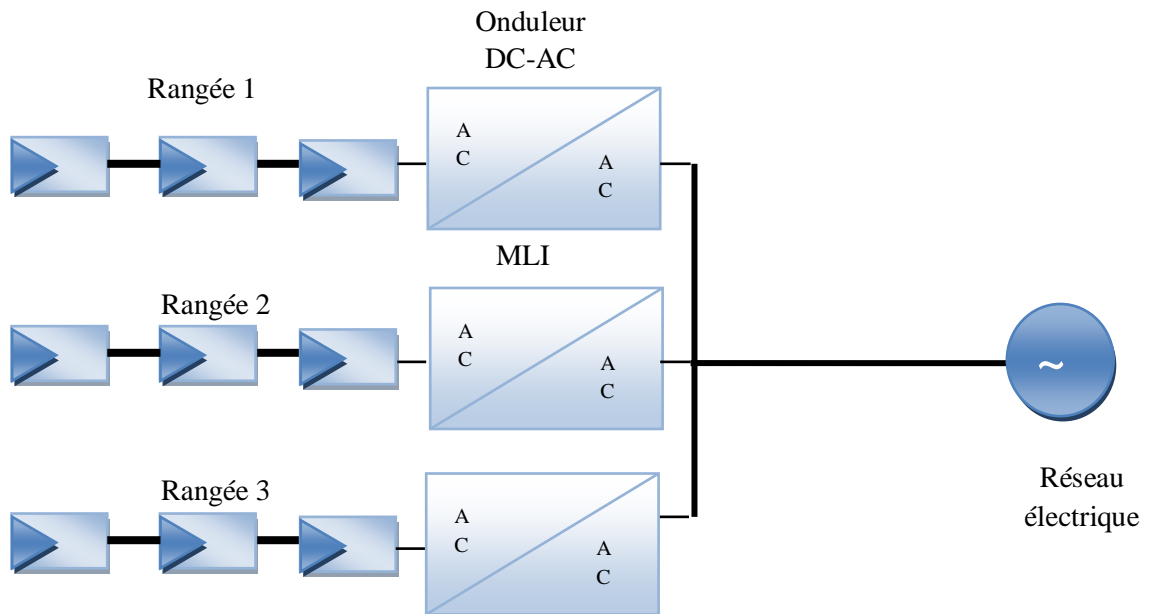 Onduleur
DC-AC
Rangée 1
A
C
A
C
MLI
Rangée 2
A
C
A
C
Rangée 3
A
C
A
C
~
Réseau
électrique